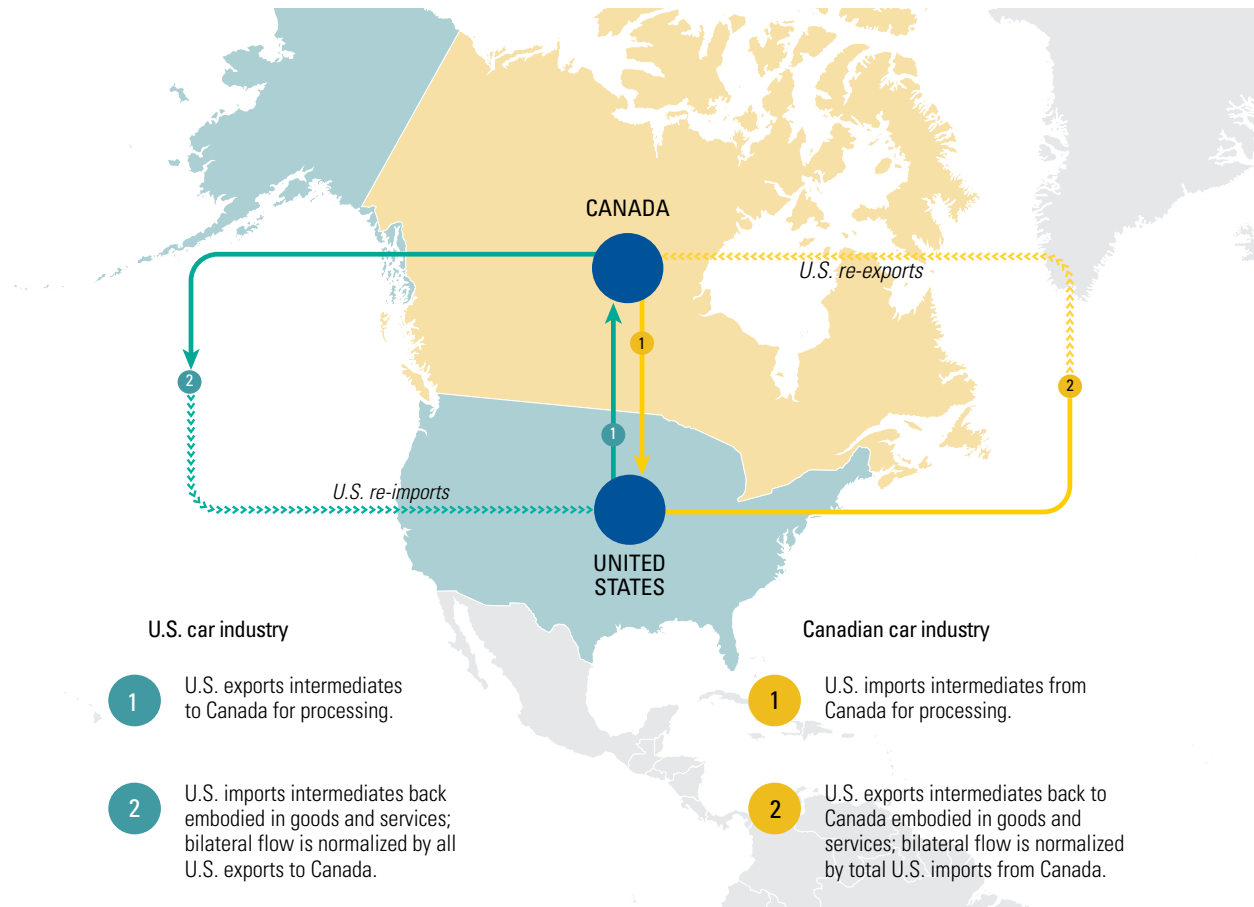 CANADA
U.S. re-exports
1
2
2
1
U.S. re-imports
UNITED
STATES
U.S. car industry
1
U.S. exports intermediates
to Canada for processing.
2
U.S. imports intermediates back
embodied in goods and services;
bilateral flow is normalized by all
U.S. exports to Canada.
Canadian car industry
1
U.S. imports intermediates from
Canada for processing.
2
U.S. exports intermediates back to
Canada embodied in goods and
services; bilateral flow is normalized
by total U.S. imports from Canada.